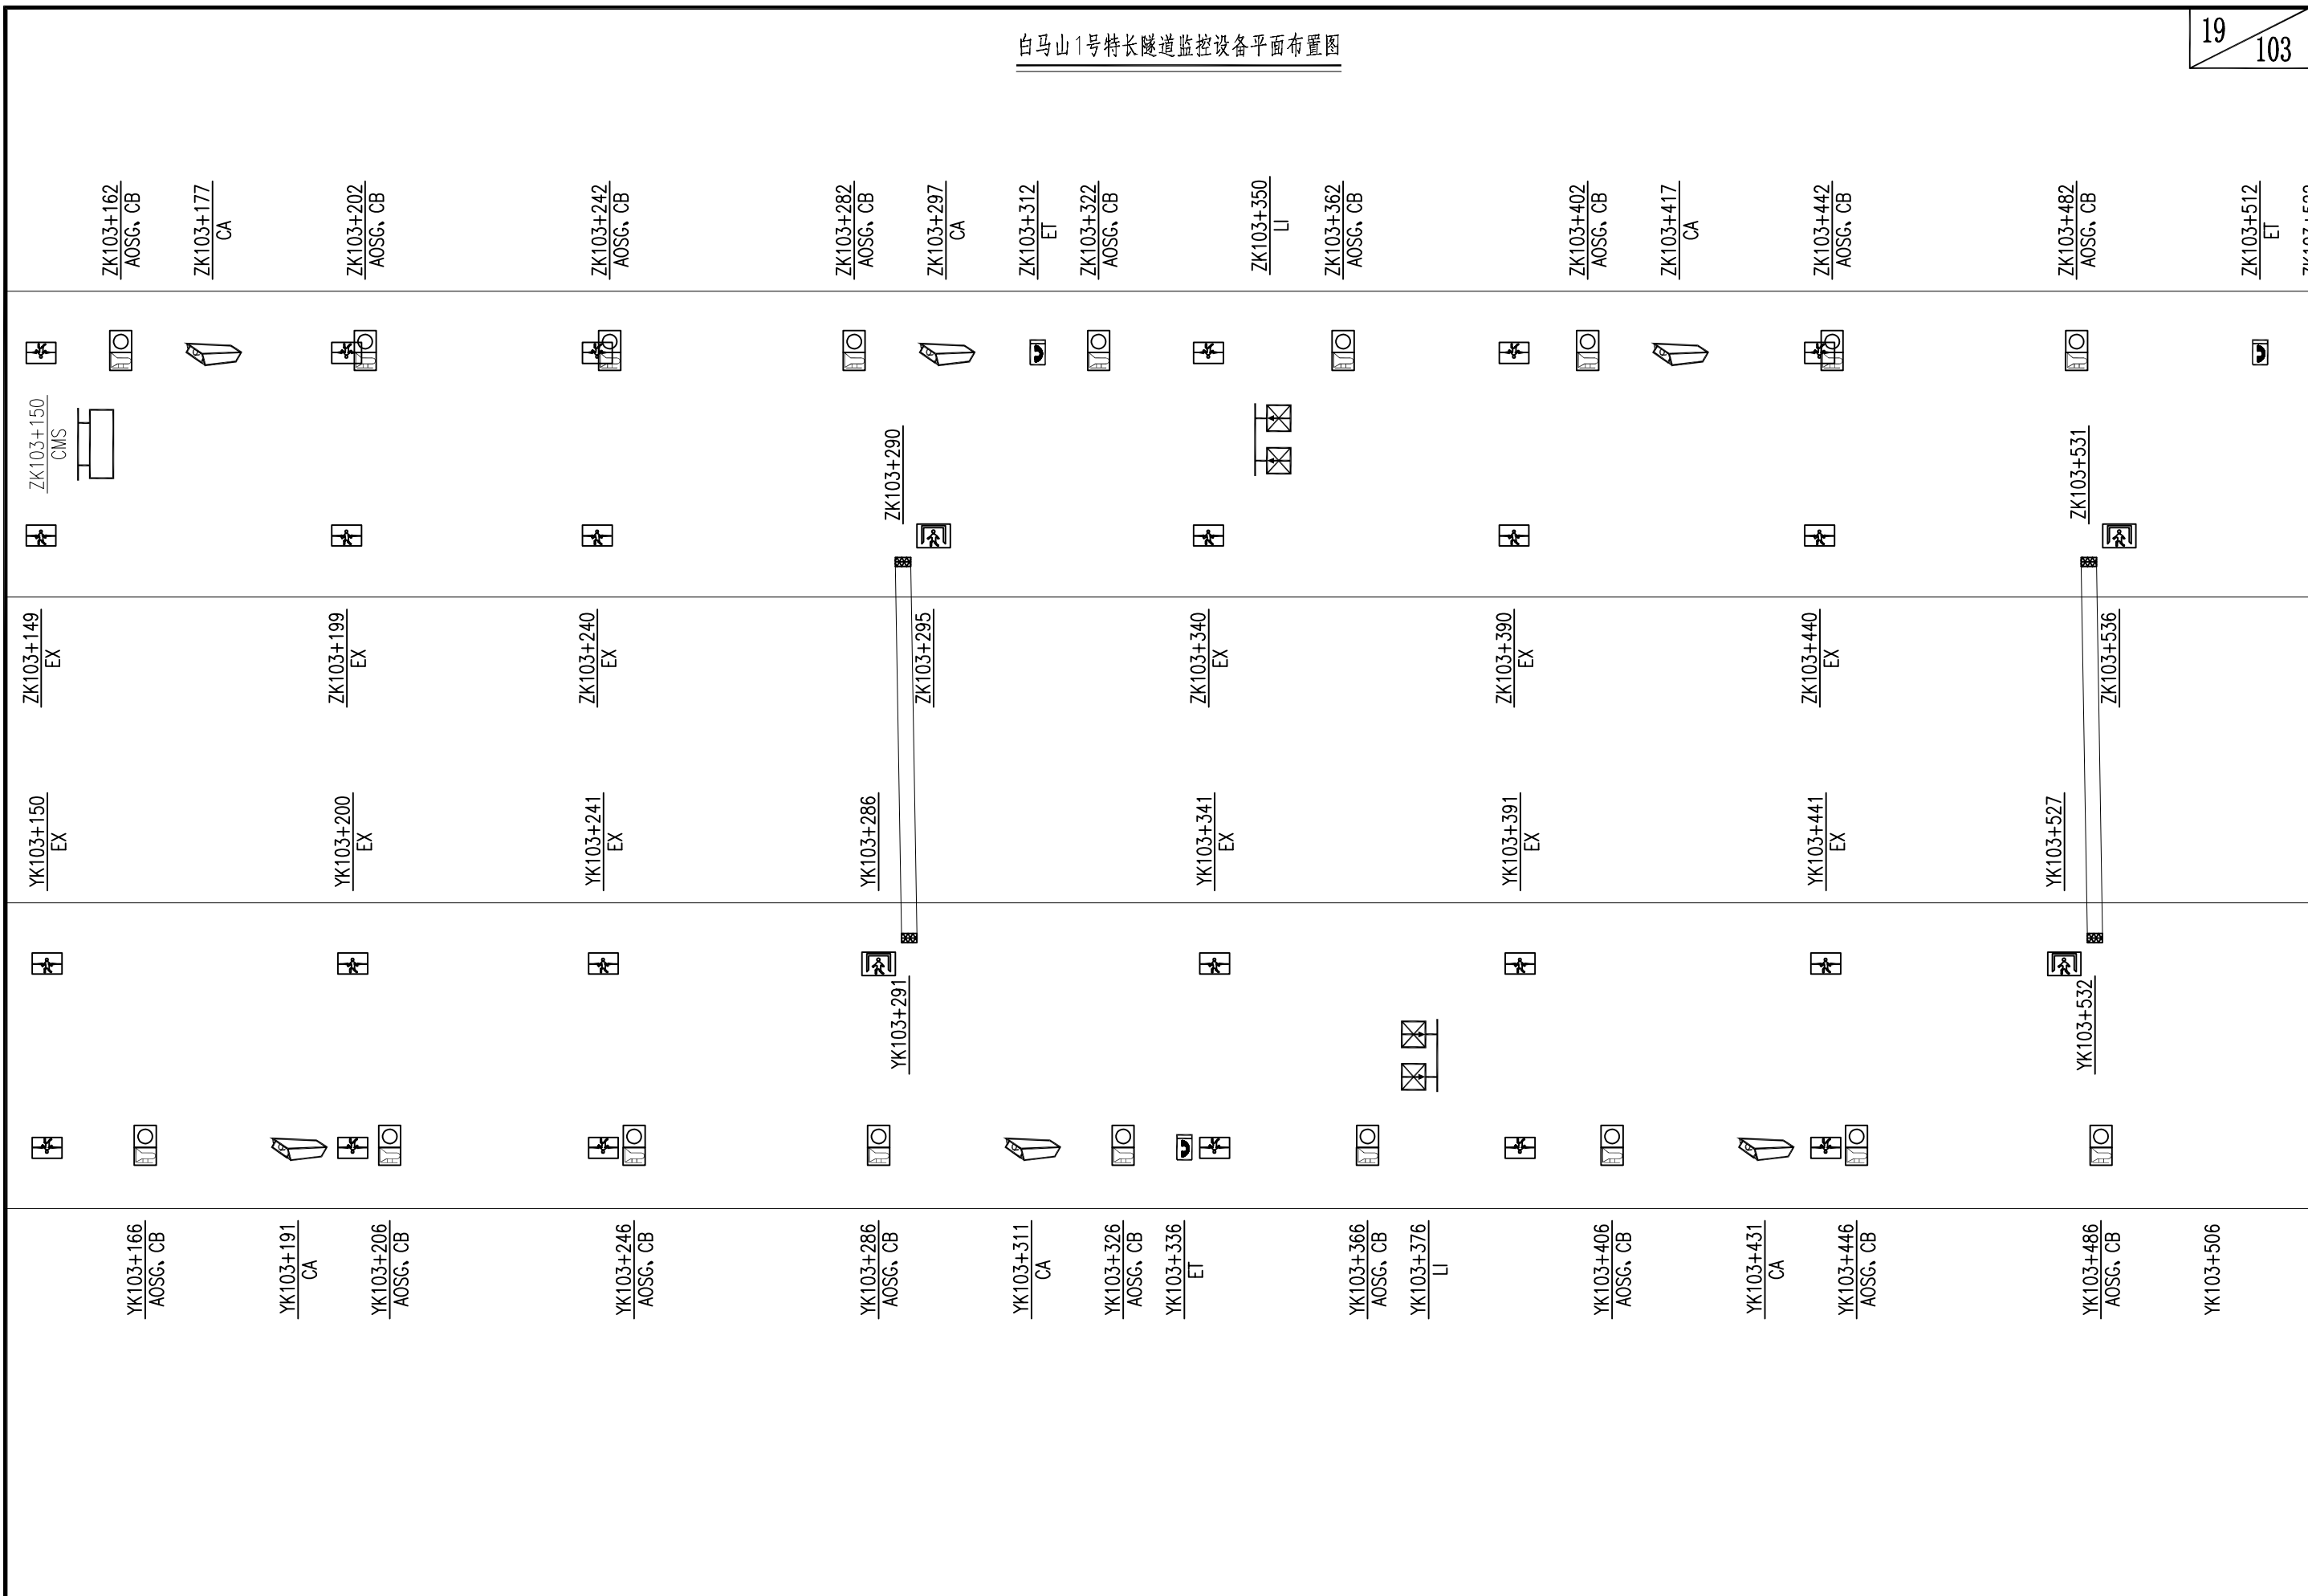 白马山1号特长隧道监控设备平面布置图
19
103
ZK103+162
AOSG、CB
ZK103+177
CA
ZK103+202
AOSG、CB
ZK103+242
AOSG、CB
ZK103+282
AOSG、CB
ZK103+297
CA
ZK103+312
ET
ZK103+322
AOSG、CB
ZK103+350
LI
ZK103+362
AOSG、CB
ZK103+402
AOSG、CB
ZK103+417
CA
ZK103+442
AOSG、CB
ZK103+482
AOSG、CB
ZK103+512
ET
ZK103+150
CMS
ZK103+290
ZK103+531
ZK103+149
EX
ZK103+199
EX
ZK103+240
EX
ZK103+295
ZK103+340
EX
ZK103+390
EX
ZK103+440
EX
ZK103+536
YK103+150
EX
YK103+200
EX
YK103+241
EX
YK103+286
YK103+341
EX
YK103+391
EX
YK103+441
EX
YK103+527
YK103+291
YK103+532
YK103+166
AOSG、CB
YK103+191
CA
YK103+206
AOSG、CB
YK103+246
AOSG、CB
YK103+286
AOSG、CB
YK103+311
CA
YK103+326
AOSG、CB
YK103+336
ET
YK103+366
AOSG、CB
YK103+376
LI
YK103+406
AOSG、CB
YK103+431
CA
YK103+446
AOSG、CB
YK103+486
AOSG、CB
YK103+506